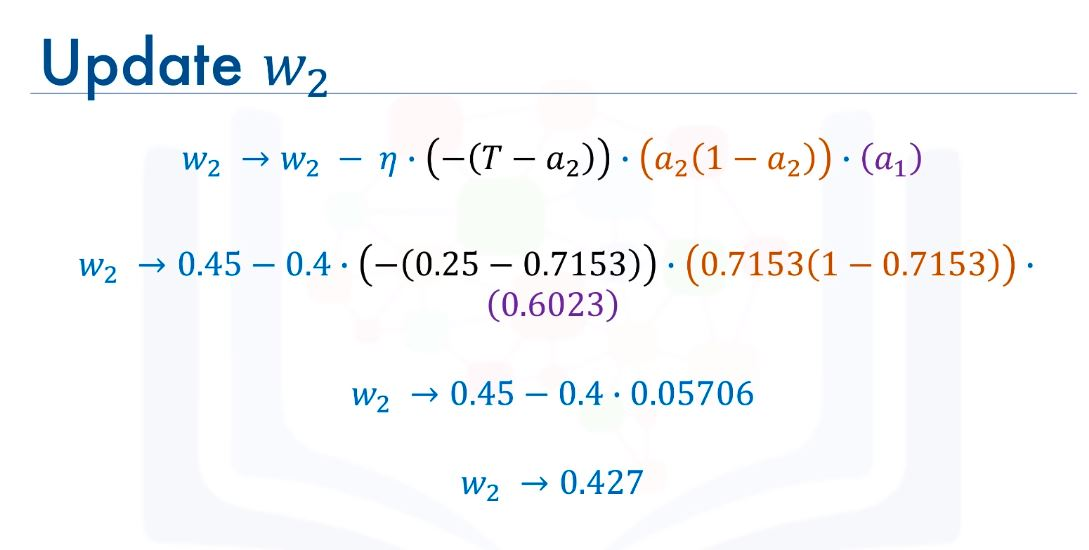 Update w₂
w₂ → w₂ − η · (−(T − a₂)) · (a₂(1 − a₂)) · (a₁)
w₂ → 0.45 − 0.4 · (−(0.25 − 0.7153)) · (0.7153(1 − 0.7153)) ·
(0.6023)
w₂ → 0.45 − 0.4 · 0.05706
w₂ → 0.427